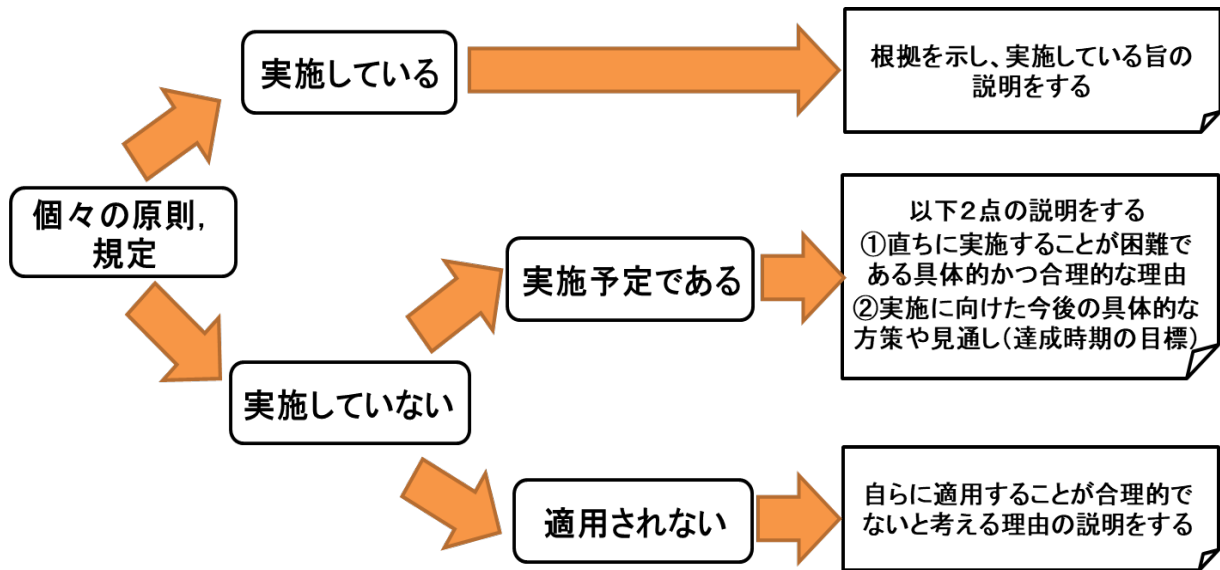 実施している
根拠を示し、実施している旨の
説明をする
個々の原則,
規定
実施予定である
以下２点の説明をする
①直ちに実施することが困難で
ある具体的かつ合理的な理由
②実施に向けた今後の具体的な
方策や見通し(達成時期の目標)
実施していない
適用されない
自らに適用することが合理的で
ないと考える理由の説明をする